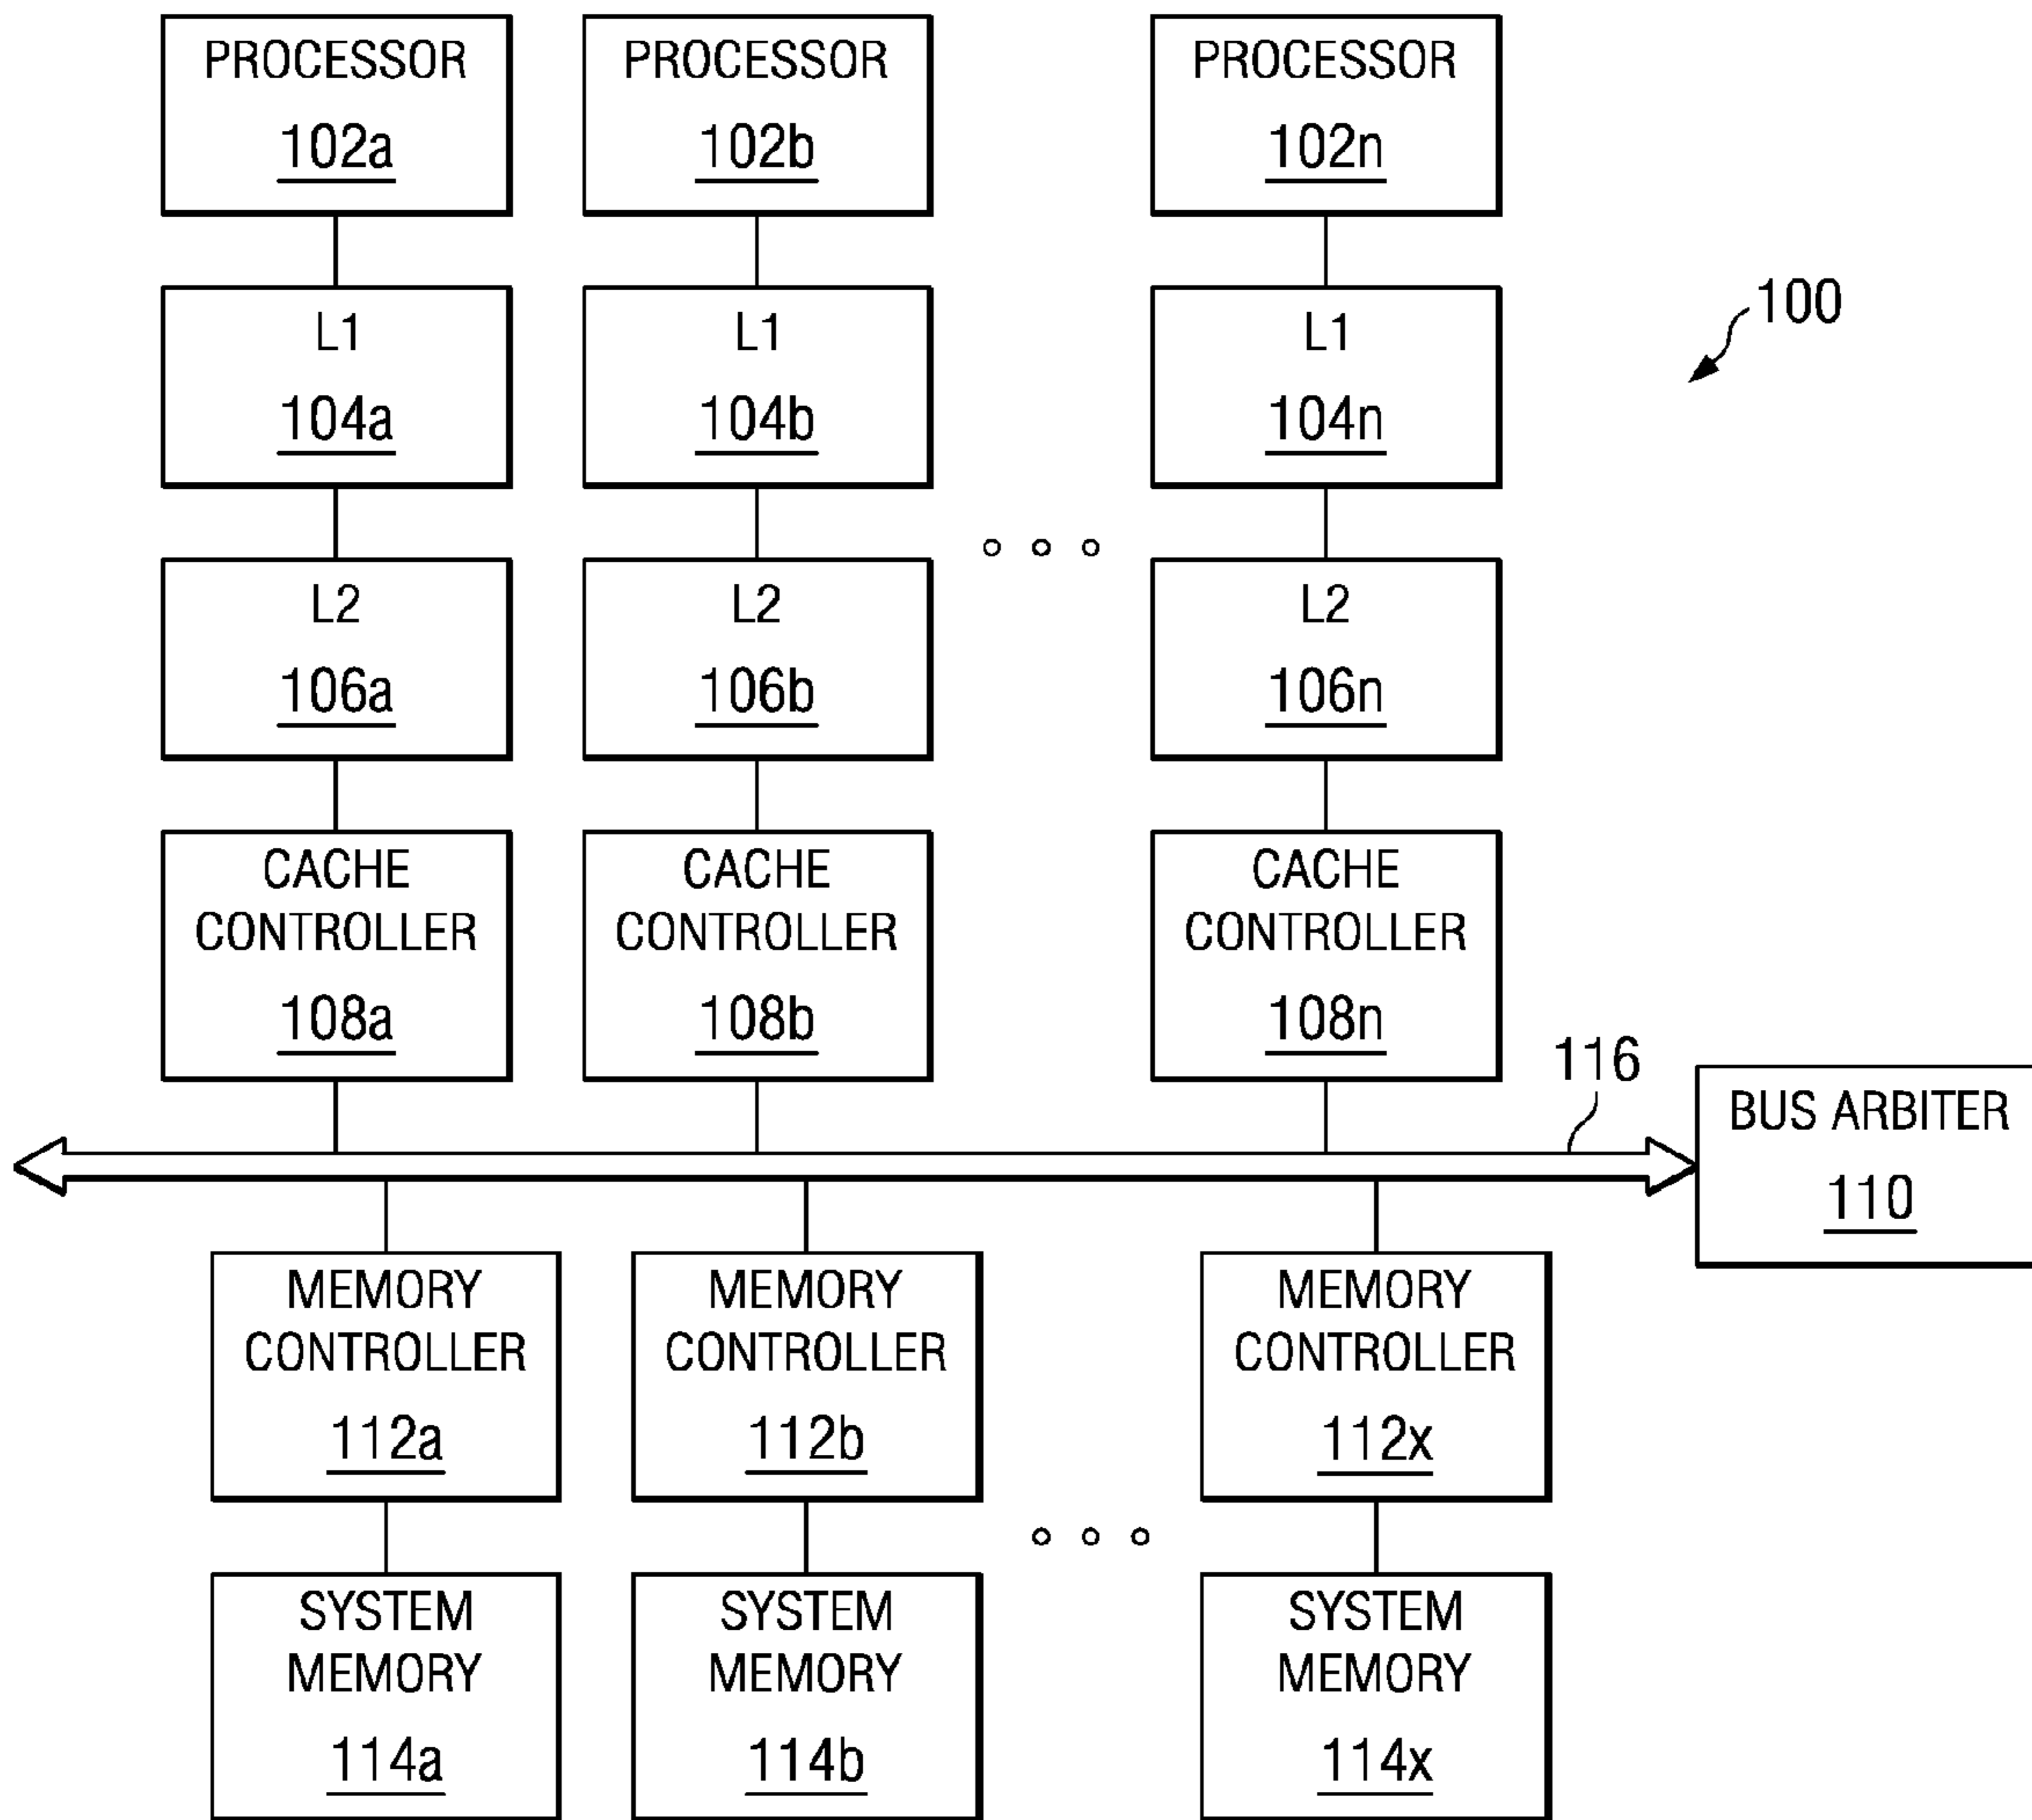 PROCESSOR
102a
PROCESSOR
102b
PROCESSOR
102n
L1
104a
L1
104b
L1
104n
100
L2
106a
L2
106b
L2
106n
CACHE
CONTROLLER
108a
CACHE
CONTROLLER
108b
CACHE
CONTROLLER
108n
116
BUS ARBITER
110
MEMORY
CONTROLLER
112a
MEMORY
CONTROLLER
112b
MEMORY
CONTROLLER
112x
SYSTEM
MEMORY
114a
SYSTEM
MEMORY
114b
SYSTEM
MEMORY
114x